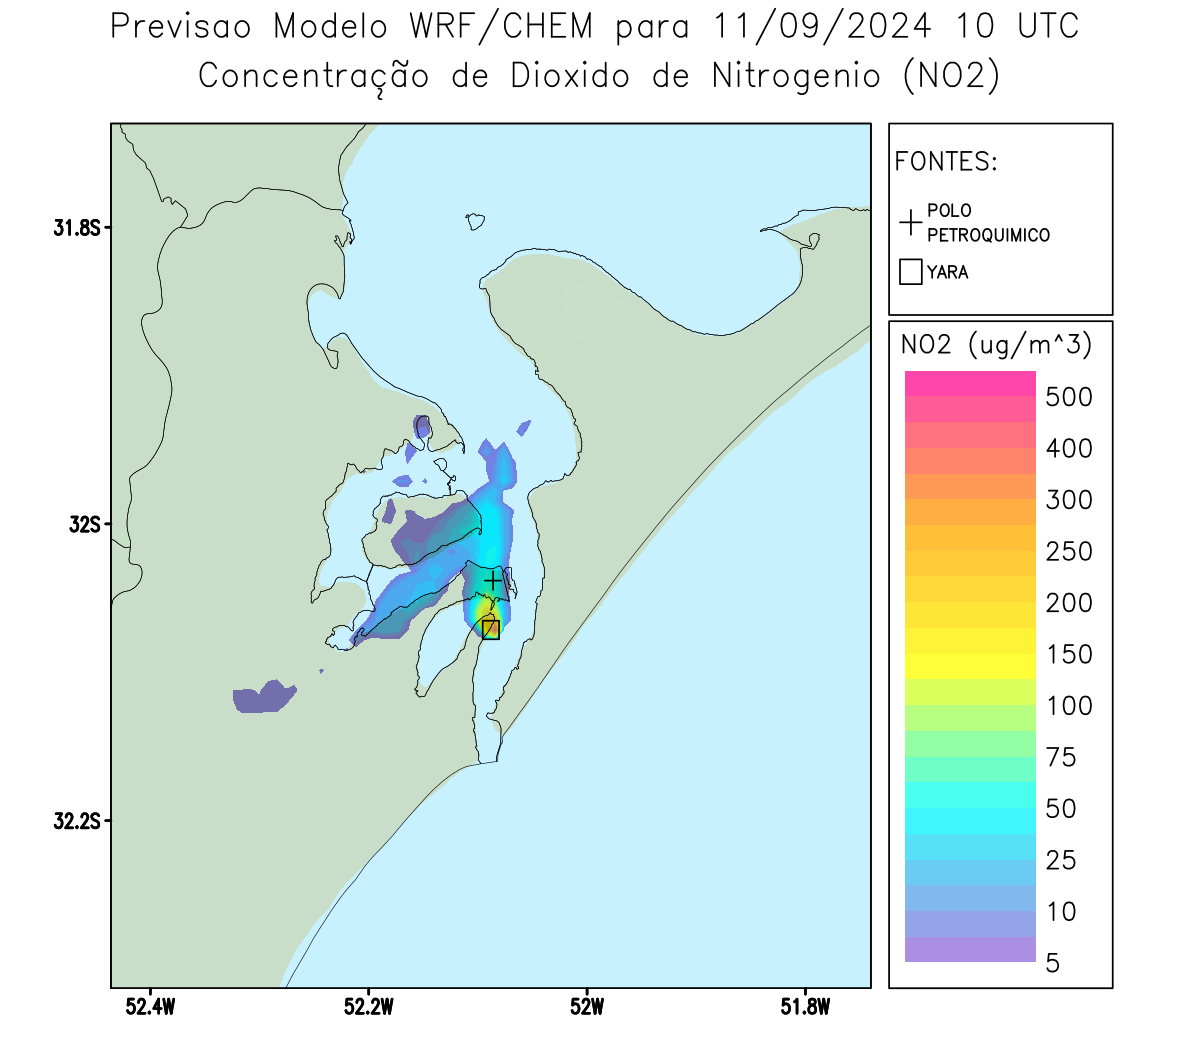 Previsao Modelo WRF/CHEM para 11/09/2024 10 UTC
Concentração de Dioxido de Nitrogenio (NO2)
FONTES:
POLO
PETROQUIMICO
YARA
NO2 (ug/m^3)
500
400
300
250
200
150
100
75
50
25
10
5
31.8S
32S
32.2S
52.4W
52.2W
52W
51.8W